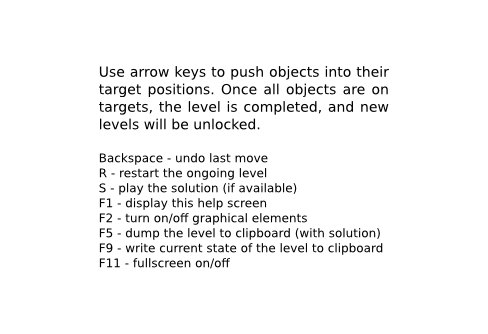 Use arrow keys to push objects into their
target positions. Once all objects are on
targets, the level is completed, and new
levels will be unlocked.
Backspace - undo last move
R - restart the ongoing level
S - play the solution (if available)
F1 - display this help screen
F2 - turn on/off graphical elements
F5 - dump the level to clipboard (with solution)
F9 - write current state of the level to clipboard
F11 - fullscreen on/off